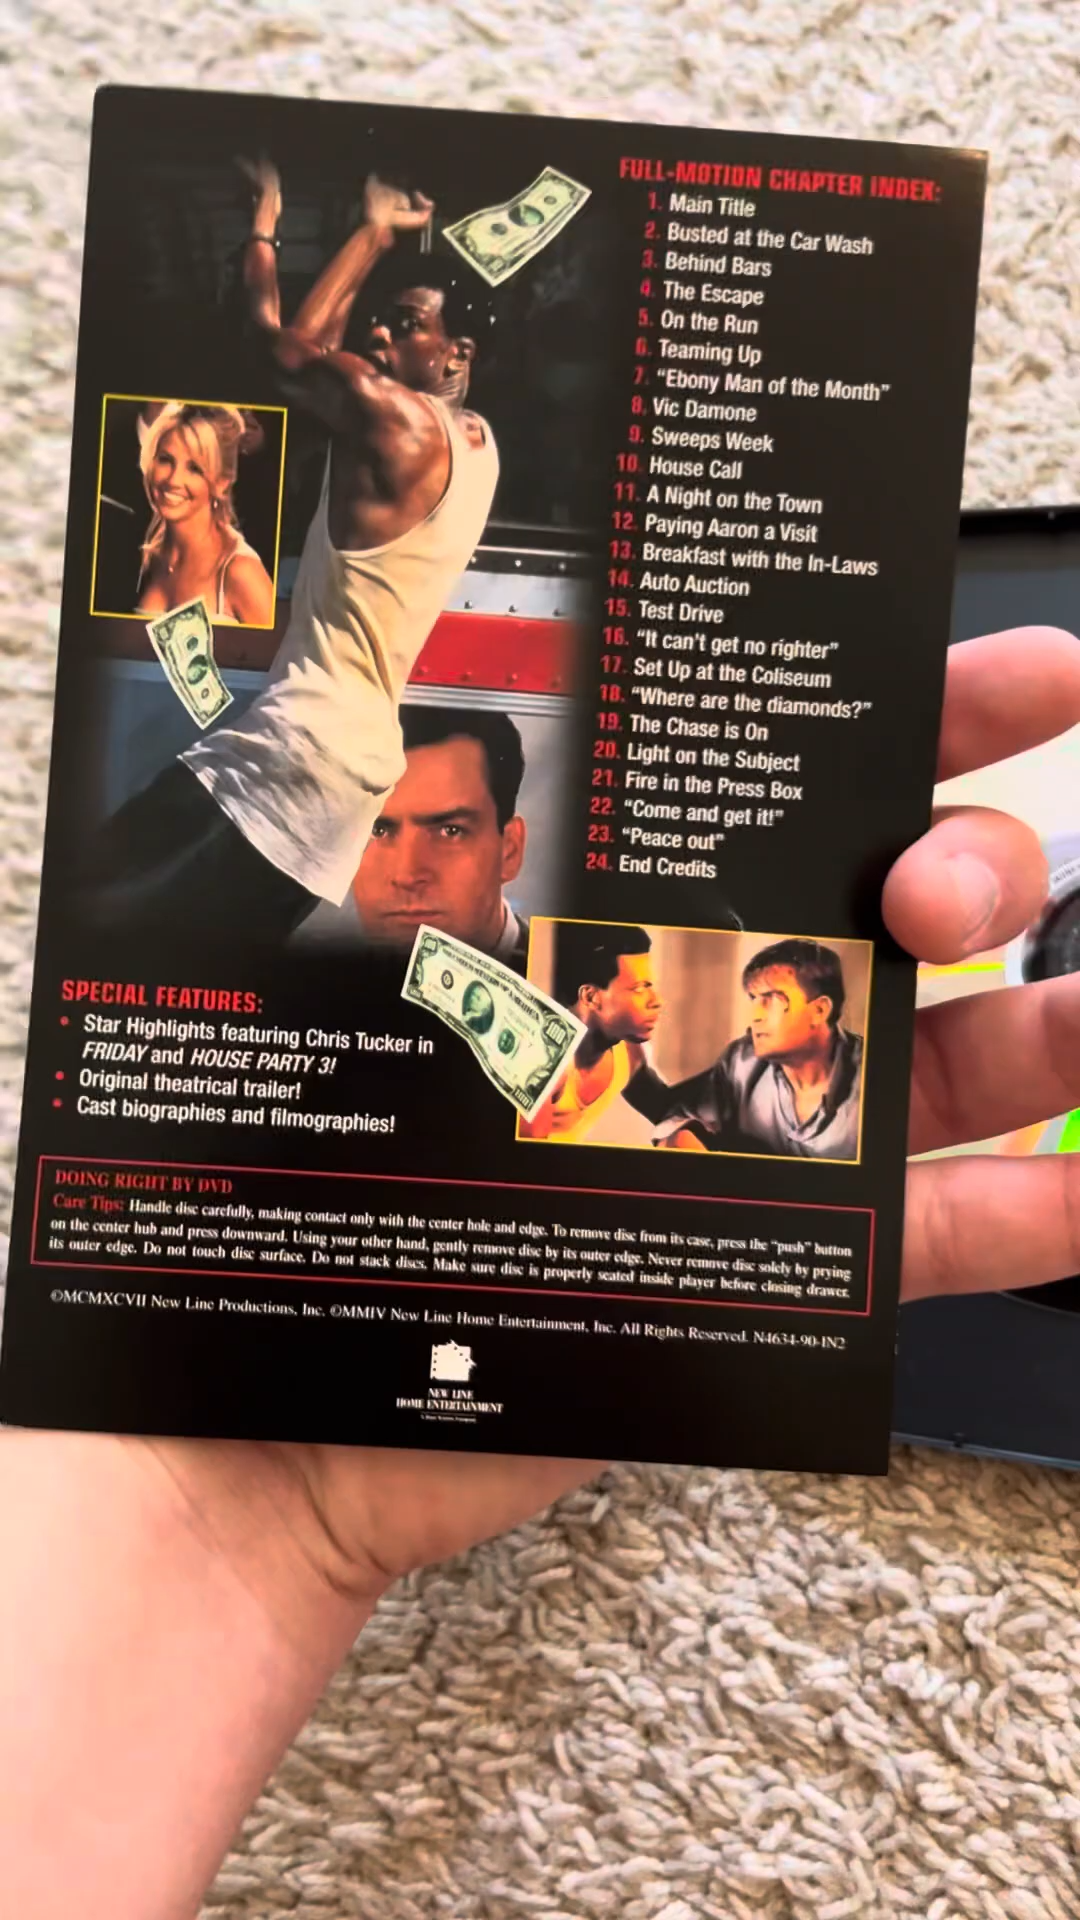 FULL-MOTION CHAPTER INDEX:
1. Main Title
2. Busted at the Car Wash
3. Behind Bars
4. The Escape
5. On the Run
6. Teaming Up
7. “Ebony Man of the Month”
8. Vic Damone
9. Sweeps Week
10. House Call
11. A Night on the Town
12. Paying Aaron a Visit
13. Breakfast with the In-Laws
14. Auto Auction
15. Test Drive
16. “It can't get no righter”
17. Set Up at the Coliseum
18. “Where are the diamonds?”
19. The Chase is On
20. Light on the Subject
21. Fire in the Press Box
22. “Come and get it!”
23. “Peace out”
24. End Credits
SPECIAL FEATURES:
• Star Highlights featuring Chris Tucker in
FRIDAY and HOUSE PARTY 3!
• Original theatrical trailer!
• Cast biographies and filmographies!
100
DOING RIGHT BY DVD
Care Tips: Handle disc carefully, making contact only with the center hole and edge. To remove disc from its case, press the “push” button
on the center hub and press downward. Using your other hand, gently remove disc by its outer edge. Never remove disc solely by prying
its outer edge. Do not touch disc surface. Do not stack discs. Make sure disc is properly seated inside player before closing drawer.
©MCMXCVII New Line Productions, Inc. ©MMIV New Line Home Entertainment, Inc. All Rights Reserved. N4634-90-IN2
NEW LINE
HOME ENTERTAINMENT